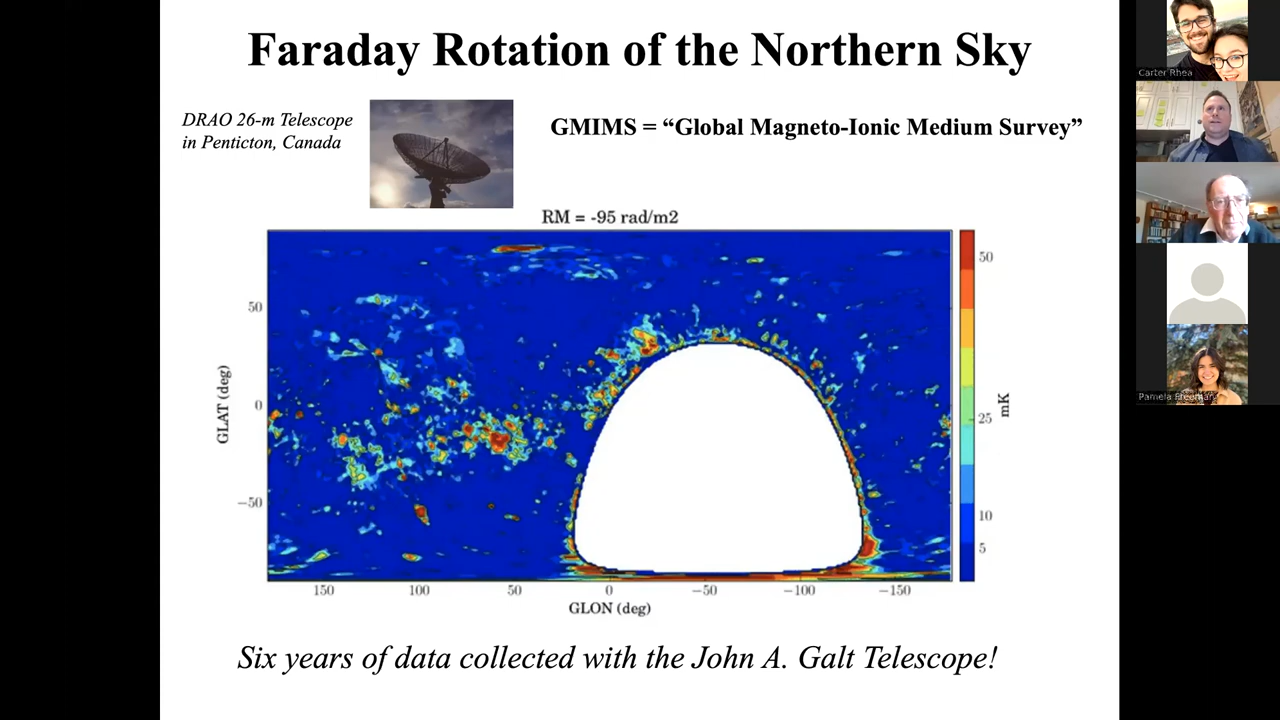 Faraday Rotation of the Northern Sky
DRAO 26-m Telescope
in Penticton, Canada
GMIMS = “Global Magneto-Ionic Medium Survey”
RM = -95 rad/m2
50
0
−50
GLAT (deg)
150
100
50
0
−50
−100
−150
GLON (deg)
50
25
10
5
mK
Six years of data collected with the John A. Galt Telescope!
Carter Rhea
Pamela Freeman